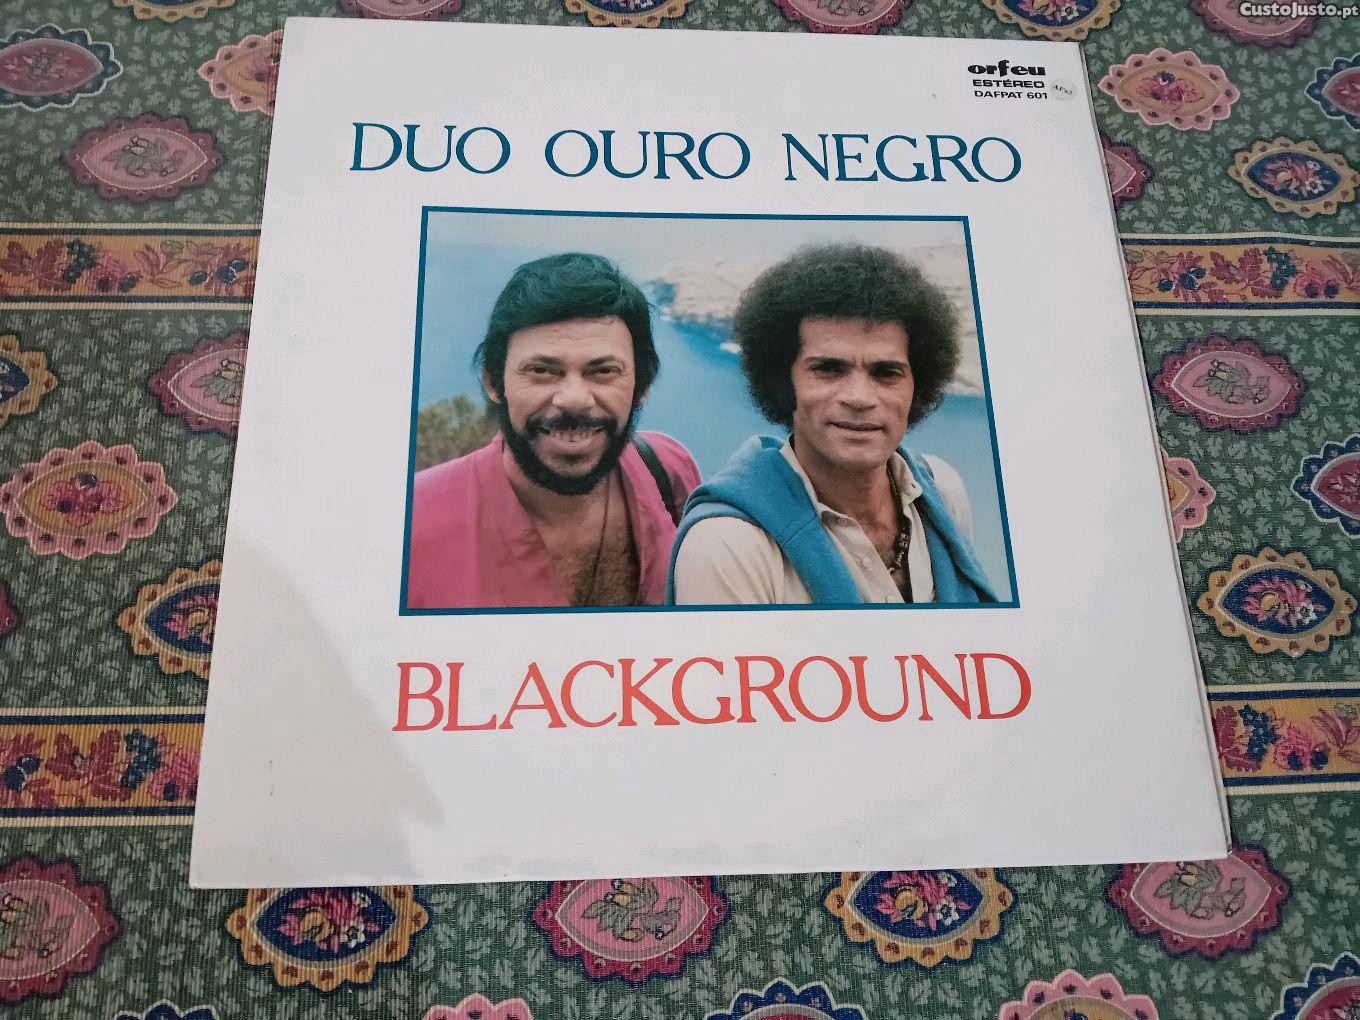 CustoJusto.pt
orfeu
ESTÉREO
DAFPAT 601
DUO OURO NEGRO
BLACKGROUND